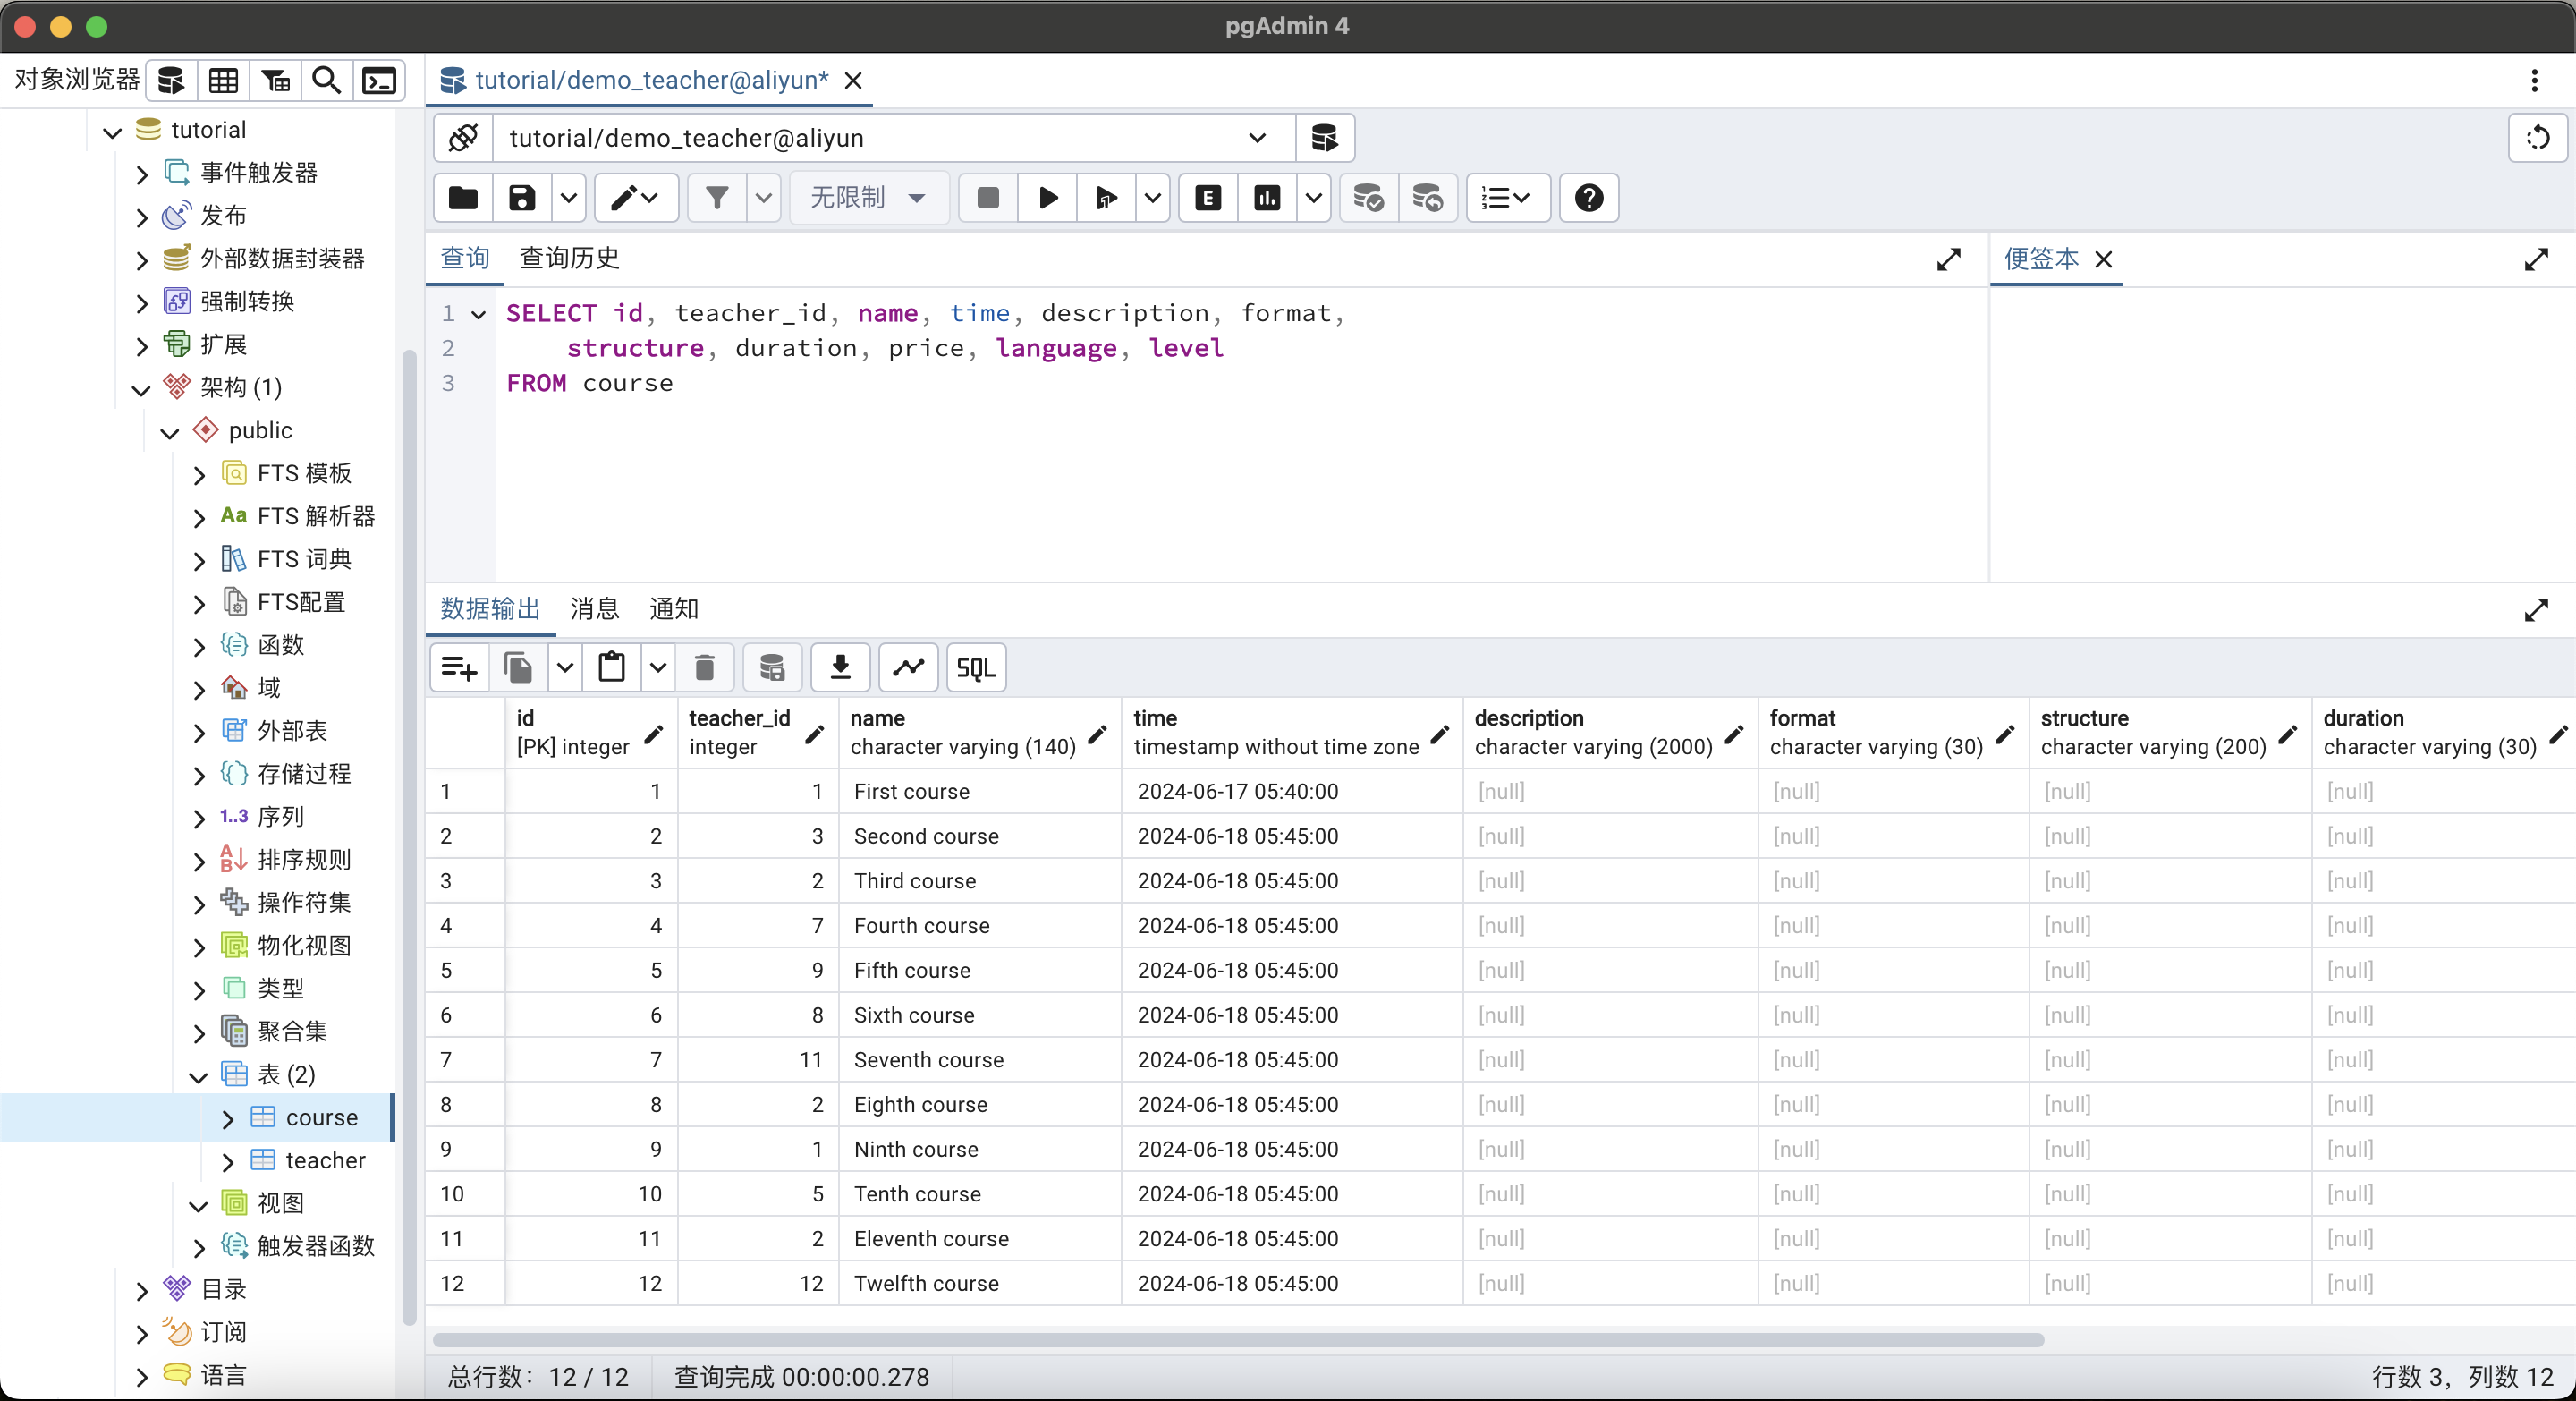 pgAdmin 4
对象浏览器
tutorial
事件触发器
发布
外部数据封装器
强制转换
扩展
架构 (1)
public
FTS 模板
Aa FTS 解析器
FTS 词典
FTS配置
函数
域
外部表
存储过程
1..3 序列
排序规则
操作符集
物化视图
类型
聚合集
表 (2)
course
teacher
视图
触发器函数
目录
订阅
语言
tutorial/demo_teacher@aliyun*
tutorial/demo_teacher@aliyun
无限制
E
查询 查询历史
便签本
1 SELECT id, teacher_id, name, time, description, format,
2 structure, duration, price, language, level
3 FROM course
数据输出 消息 通知
SQL
id teacher_id name time description format structure duration
[PK] integer integer character varying (140) timestamp without time zone character varying (2000) character varying (30) character varying (200) character varying (30)
1 1 1 First course 2024-06-17 05:40:00 [null] [null] [null] [null]
2 2 3 Second course 2024-06-18 05:45:00 [null] [null] [null] [null]
3 3 2 Third course 2024-06-18 05:45:00 [null] [null] [null] [null]
4 4 7 Fourth course 2024-06-18 05:45:00 [null] [null] [null] [null]
5 5 9 Fifth course 2024-06-18 05:45:00 [null] [null] [null] [null]
6 6 8 Sixth course 2024-06-18 05:45:00 [null] [null] [null] [null]
7 7 11 Seventh course 2024-06-18 05:45:00 [null] [null] [null] [null]
8 8 2 Eighth course 2024-06-18 05:45:00 [null] [null] [null] [null]
9 9 1 Ninth course 2024-06-18 05:45:00 [null] [null] [null] [null]
10 10 5 Tenth course 2024-06-18 05:45:00 [null] [null] [null] [null]
11 11 2 Eleventh course 2024-06-18 05:45:00 [null] [null] [null] [null]
12 12 12 Twelfth course 2024-06-18 05:45:00 [null] [null] [null] [null]
总行数：12 / 12 查询完成 00:00:00.278 行数 3，列数 12